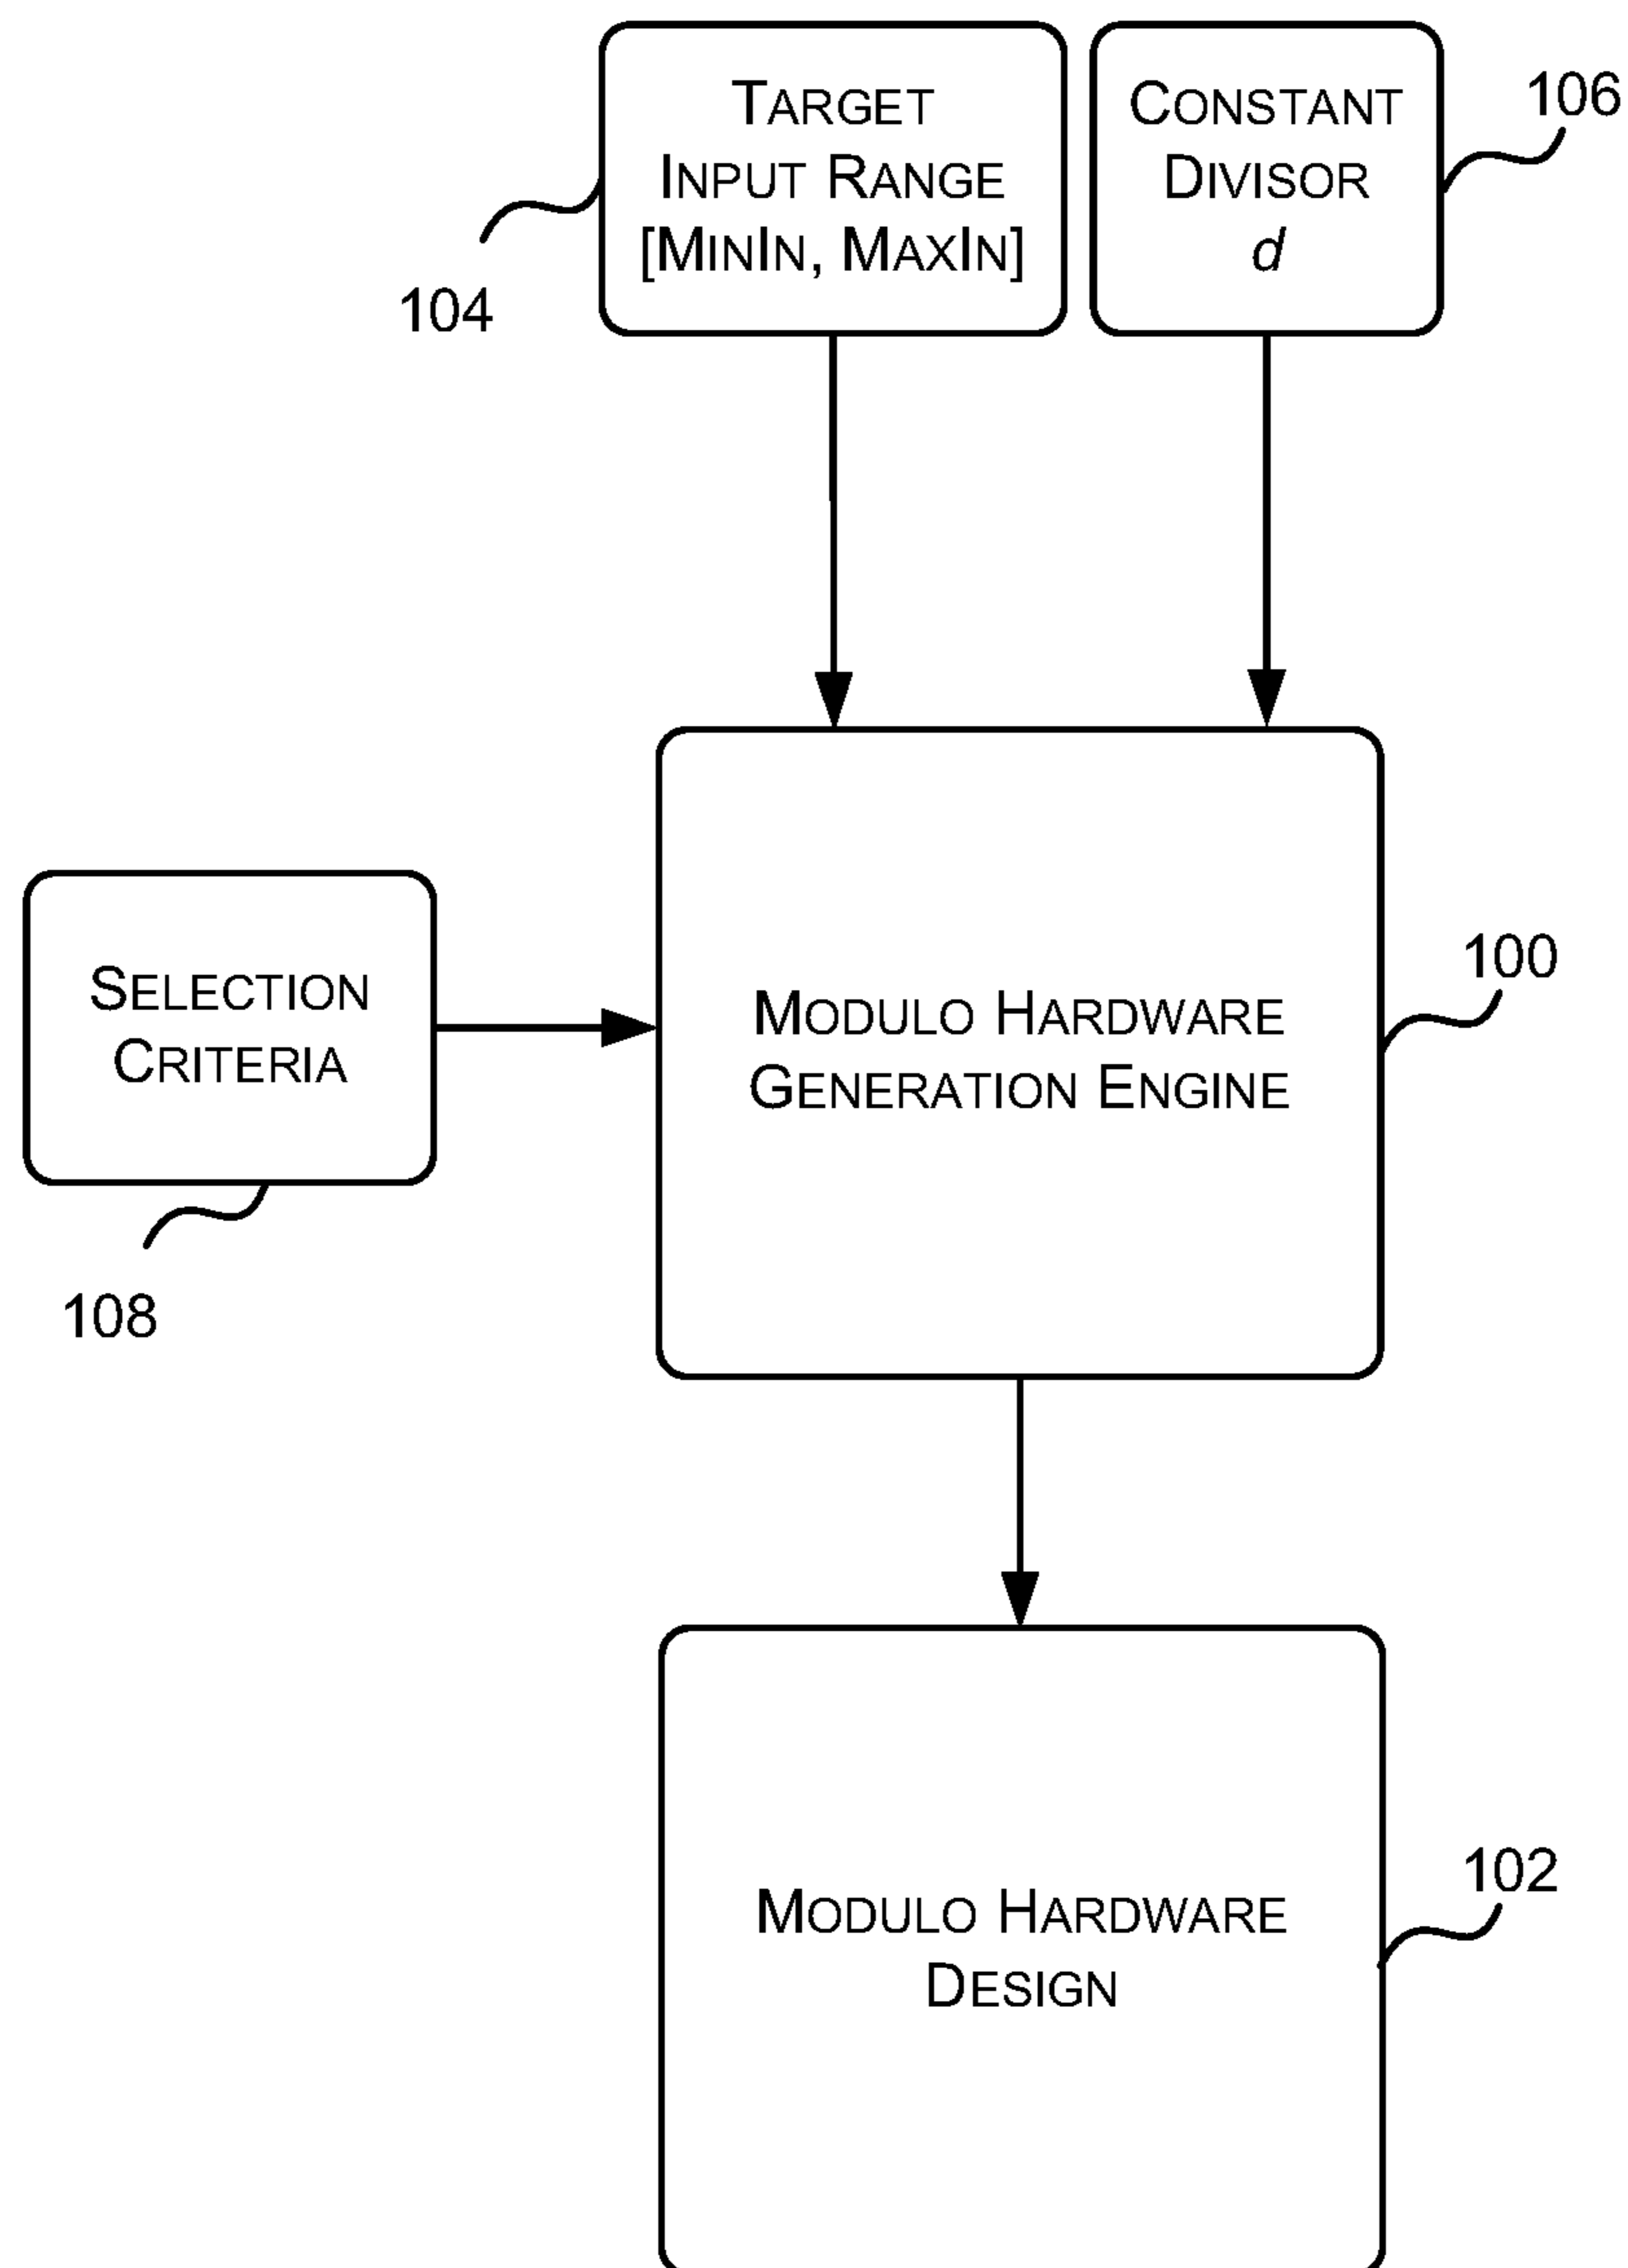 TARGET
INPUT RANGE
[MININ, MAXIN]
104
CONSTANT
DIVISOR
d
106
SELECTION
CRITERIA
108
MODULO HARDWARE
GENERATION ENGINE
100
MODULO HARDWARE
DESIGN
102